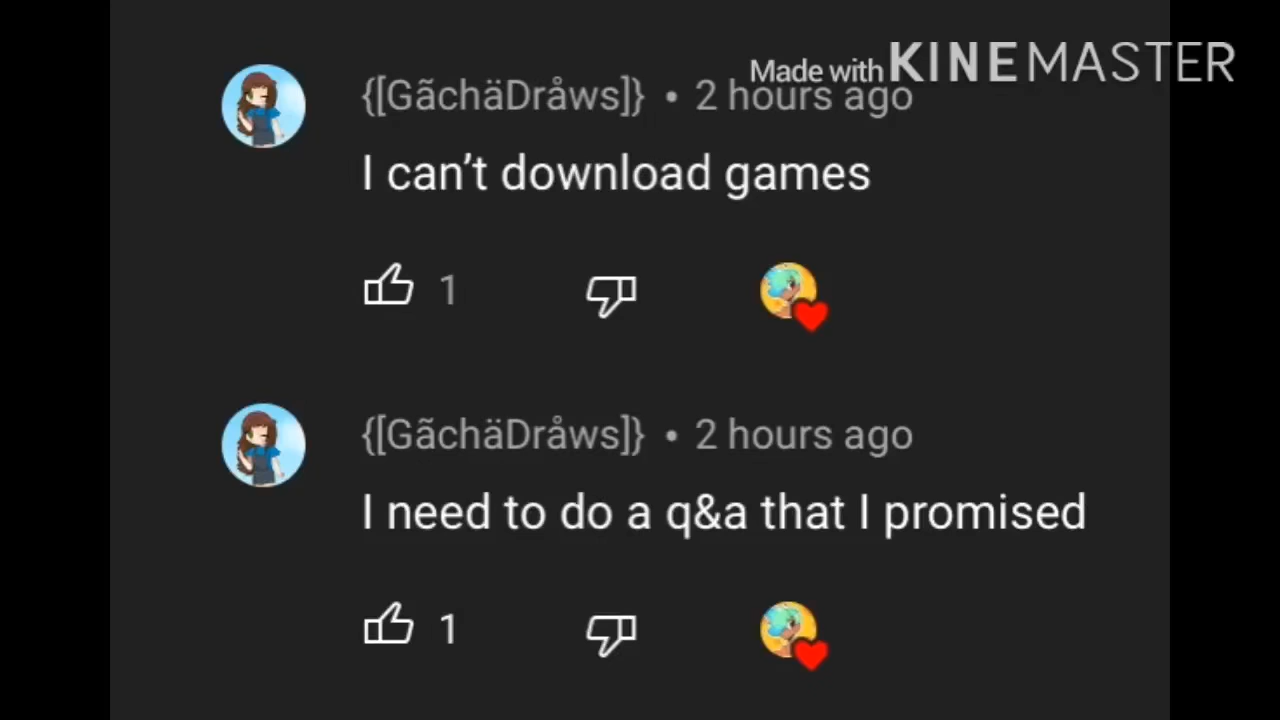 Made with KINEMASTER
{[GãchäDråws]} • 2 hours ago
I can’t download games
1
{[GãchäDråws]} • 2 hours ago
I need to do a q&a that I promised
1